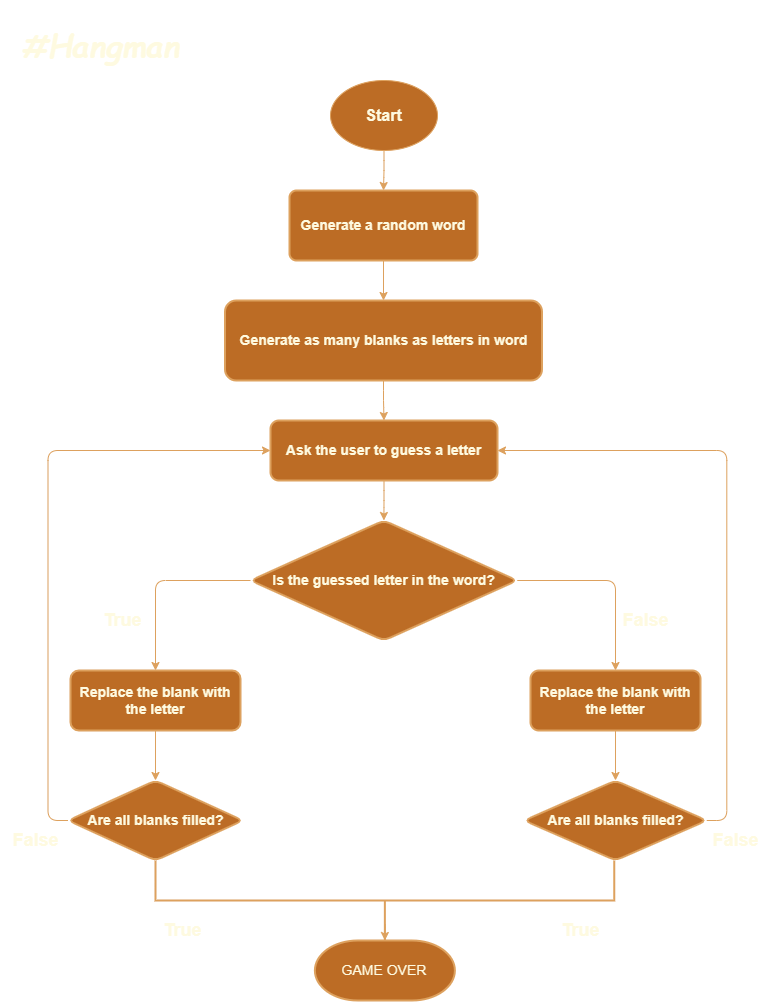 #Hangman
Start
Generate a random word
Generate as many blanks as letters in word
Ask the user to guess a letter
Is the guessed letter in the word?
True
False
Replace the blank with
the letter
Replace the blank with
the letter
Are all blanks filled?
Are all blanks filled?
False
False
True
True
GAME OVER